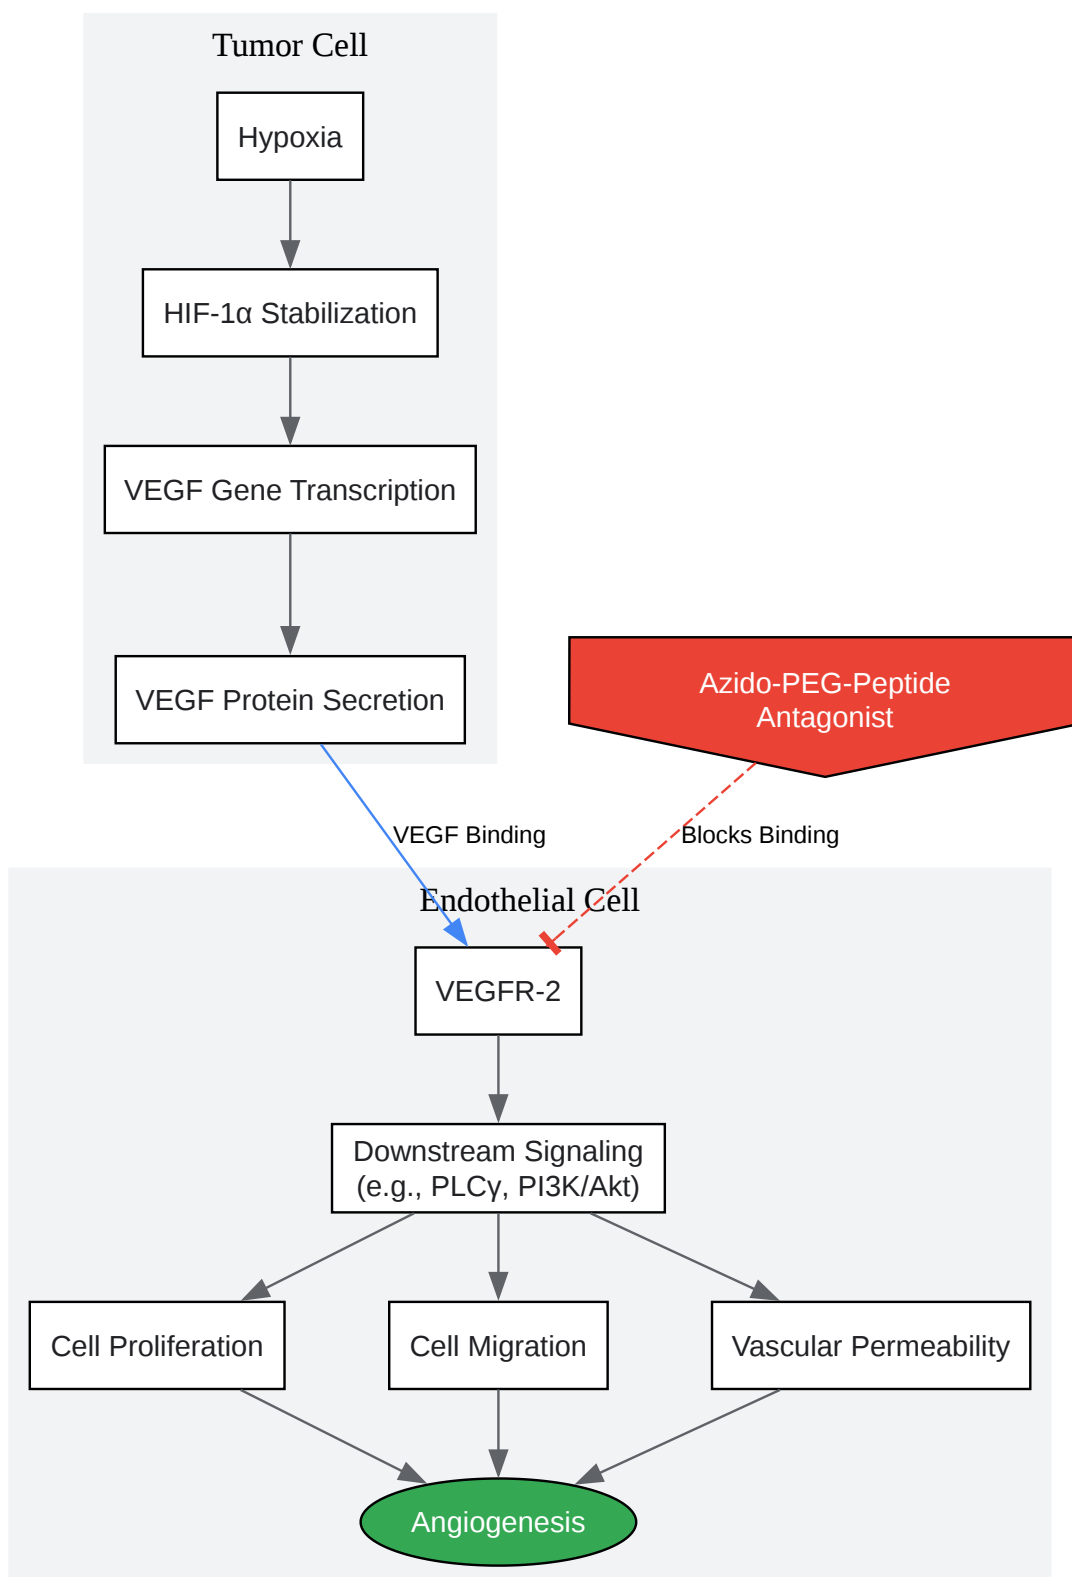 Tumor Cell
Hypoxia
HIF-1α Stabilization
VEGF Gene Transcription
VEGF Protein Secretion
Azido-PEG-Peptide
Antagonist
VEGF Binding
Blocks Binding
Endothelial Cell
VEGFR-2
Downstream Signaling
(e.g., PLCγ, PI3K/Akt)
Cell Proliferation
Cell Migration
Vascular Permeability
Angiogenesis